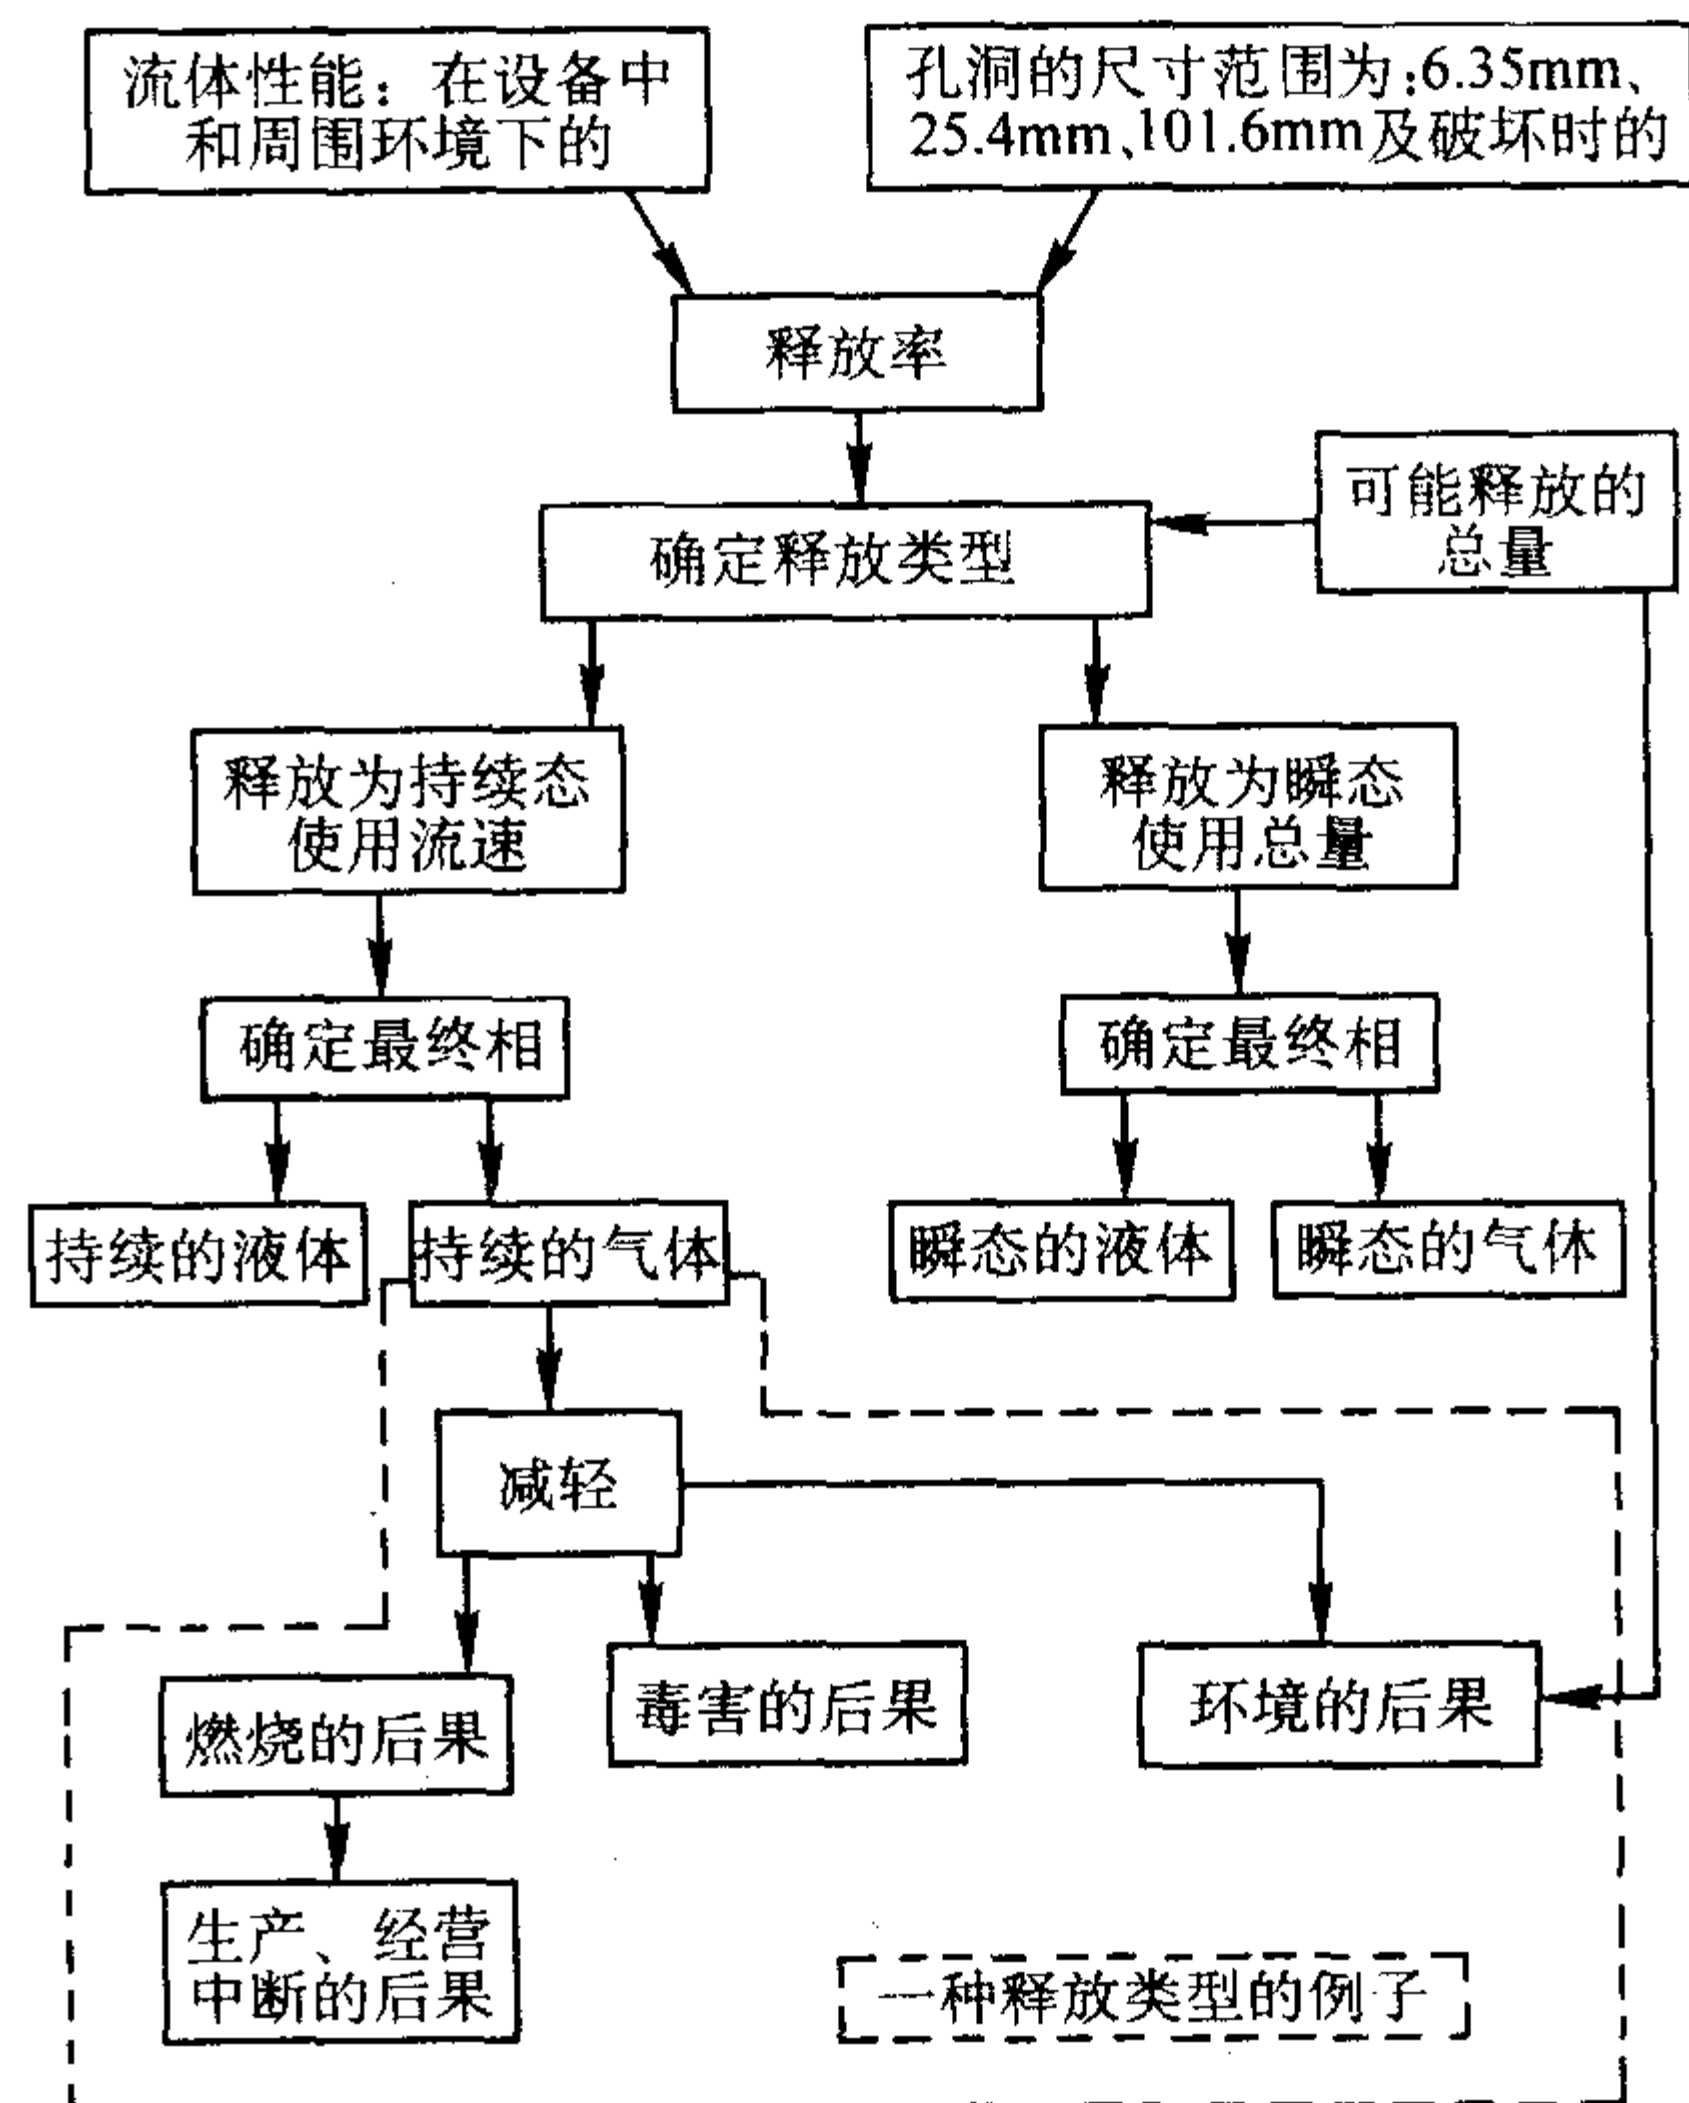 流体性能：在设备中
和周围环境下的
孔洞的尺寸范围为:6.35mm、
25.4mm、101.6mm及破坏时的
释放率
可能释放的
总量
确定释放类型
释放为持续态
使用流速
释放为瞬态
使用总量
确定最终相
确定最终相
持续的液体
持续的气体
瞬态的液体
瞬态的气体
减轻
燃烧的后果
毒害的后果
环境的后果
生产、经营
中断的后果
一种释放类型的例子